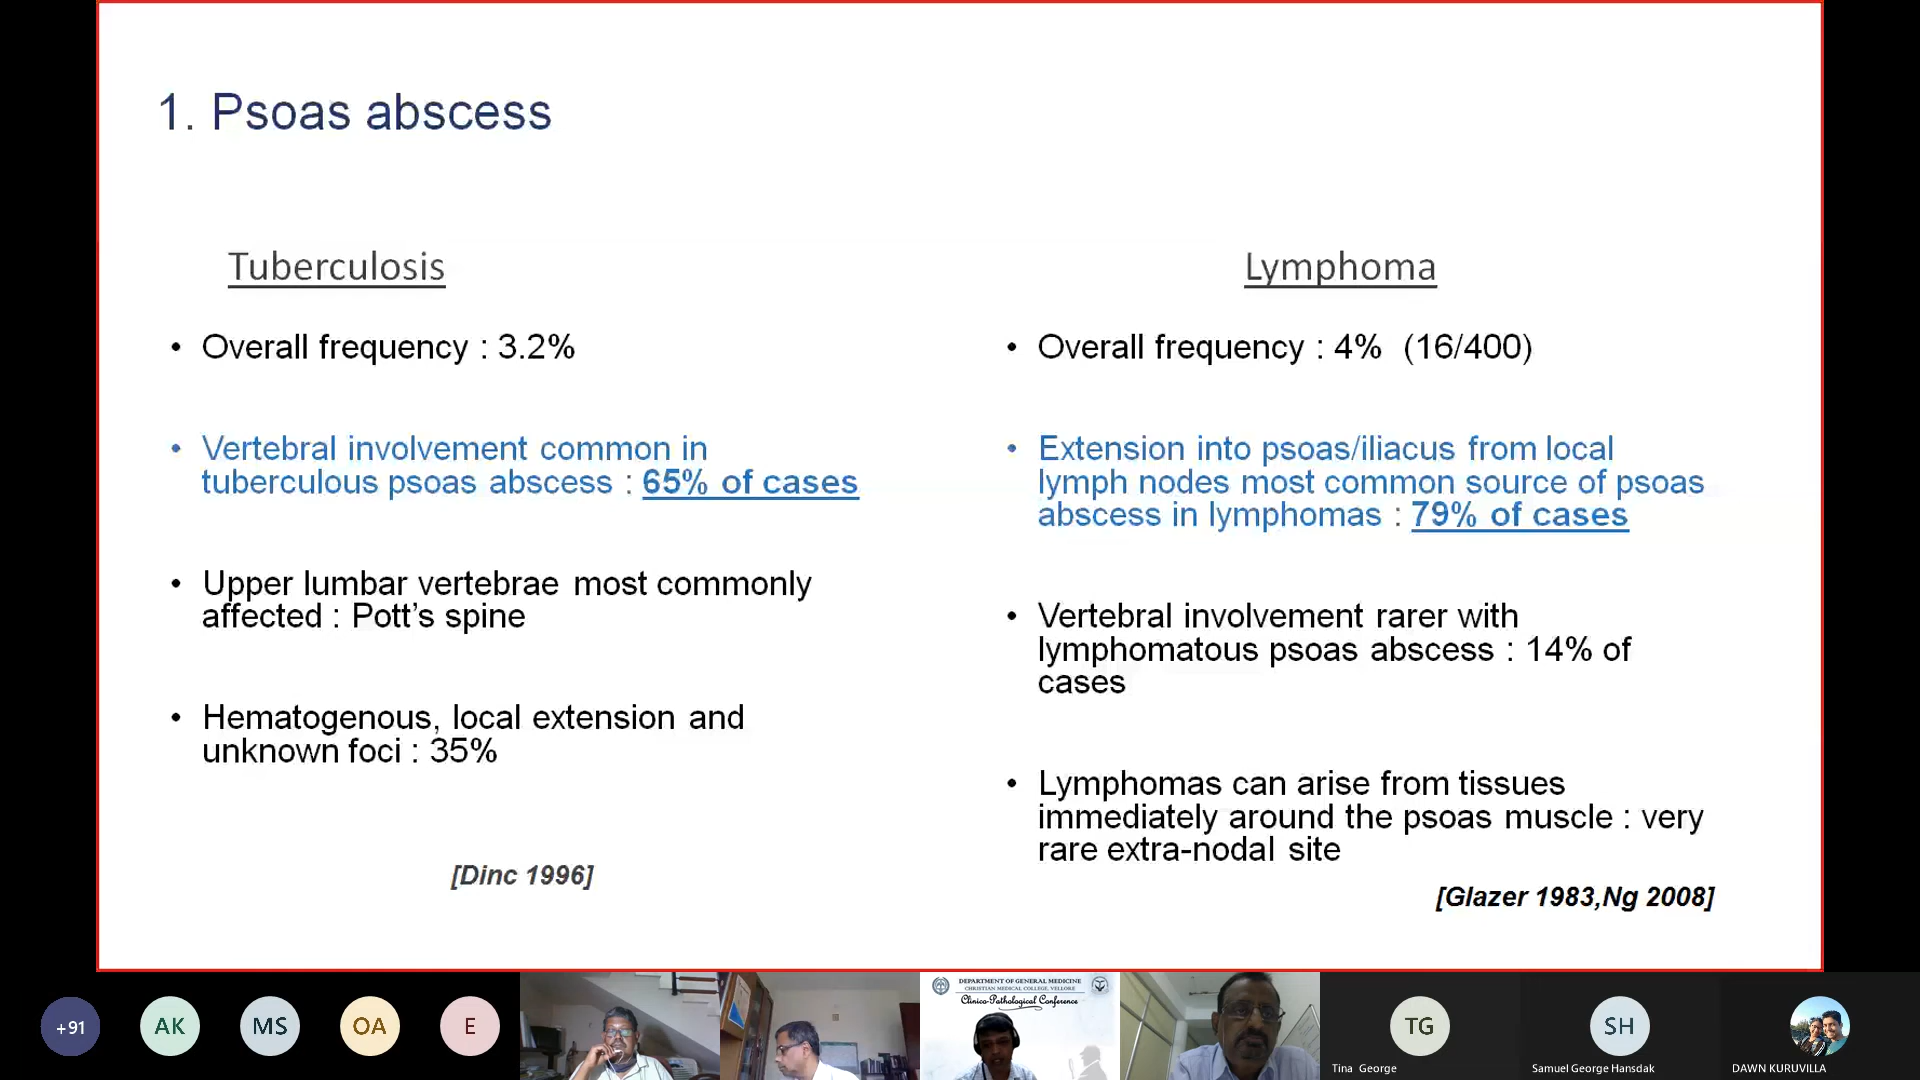 1. Psoas abscess
Tuberculosis
• Overall frequency : 3.2%
• Vertebral involvement common in
tuberculous psoas abscess : 65% of cases
• Upper lumbar vertebrae most commonly
affected : Pott’s spine
• Hematogenous, local extension and
unknown foci : 35%
[Dinc 1996]
Lymphoma
• Overall frequency : 4% (16/400)
• Extension into psoas/iliacus from local
lymph nodes most common source of psoas
abscess in lymphomas : 79% of cases
• Vertebral involvement rarer with
lymphomatous psoas abscess : 14% of
cases
• Lymphomas can arise from tissues
immediately around the psoas muscle : very
rare extra-nodal site
[Glazer 1983,Ng 2008]
+91
AK
MS
OA
E
DEPARTMENT OF GENERAL MEDICINE
CHRISTIAN MEDICAL COLLEGE, VELLORE
Clinico-Pathological Conference
TG
Tina George
SH
Samuel George Hansdak
DAWN KURUVILLA